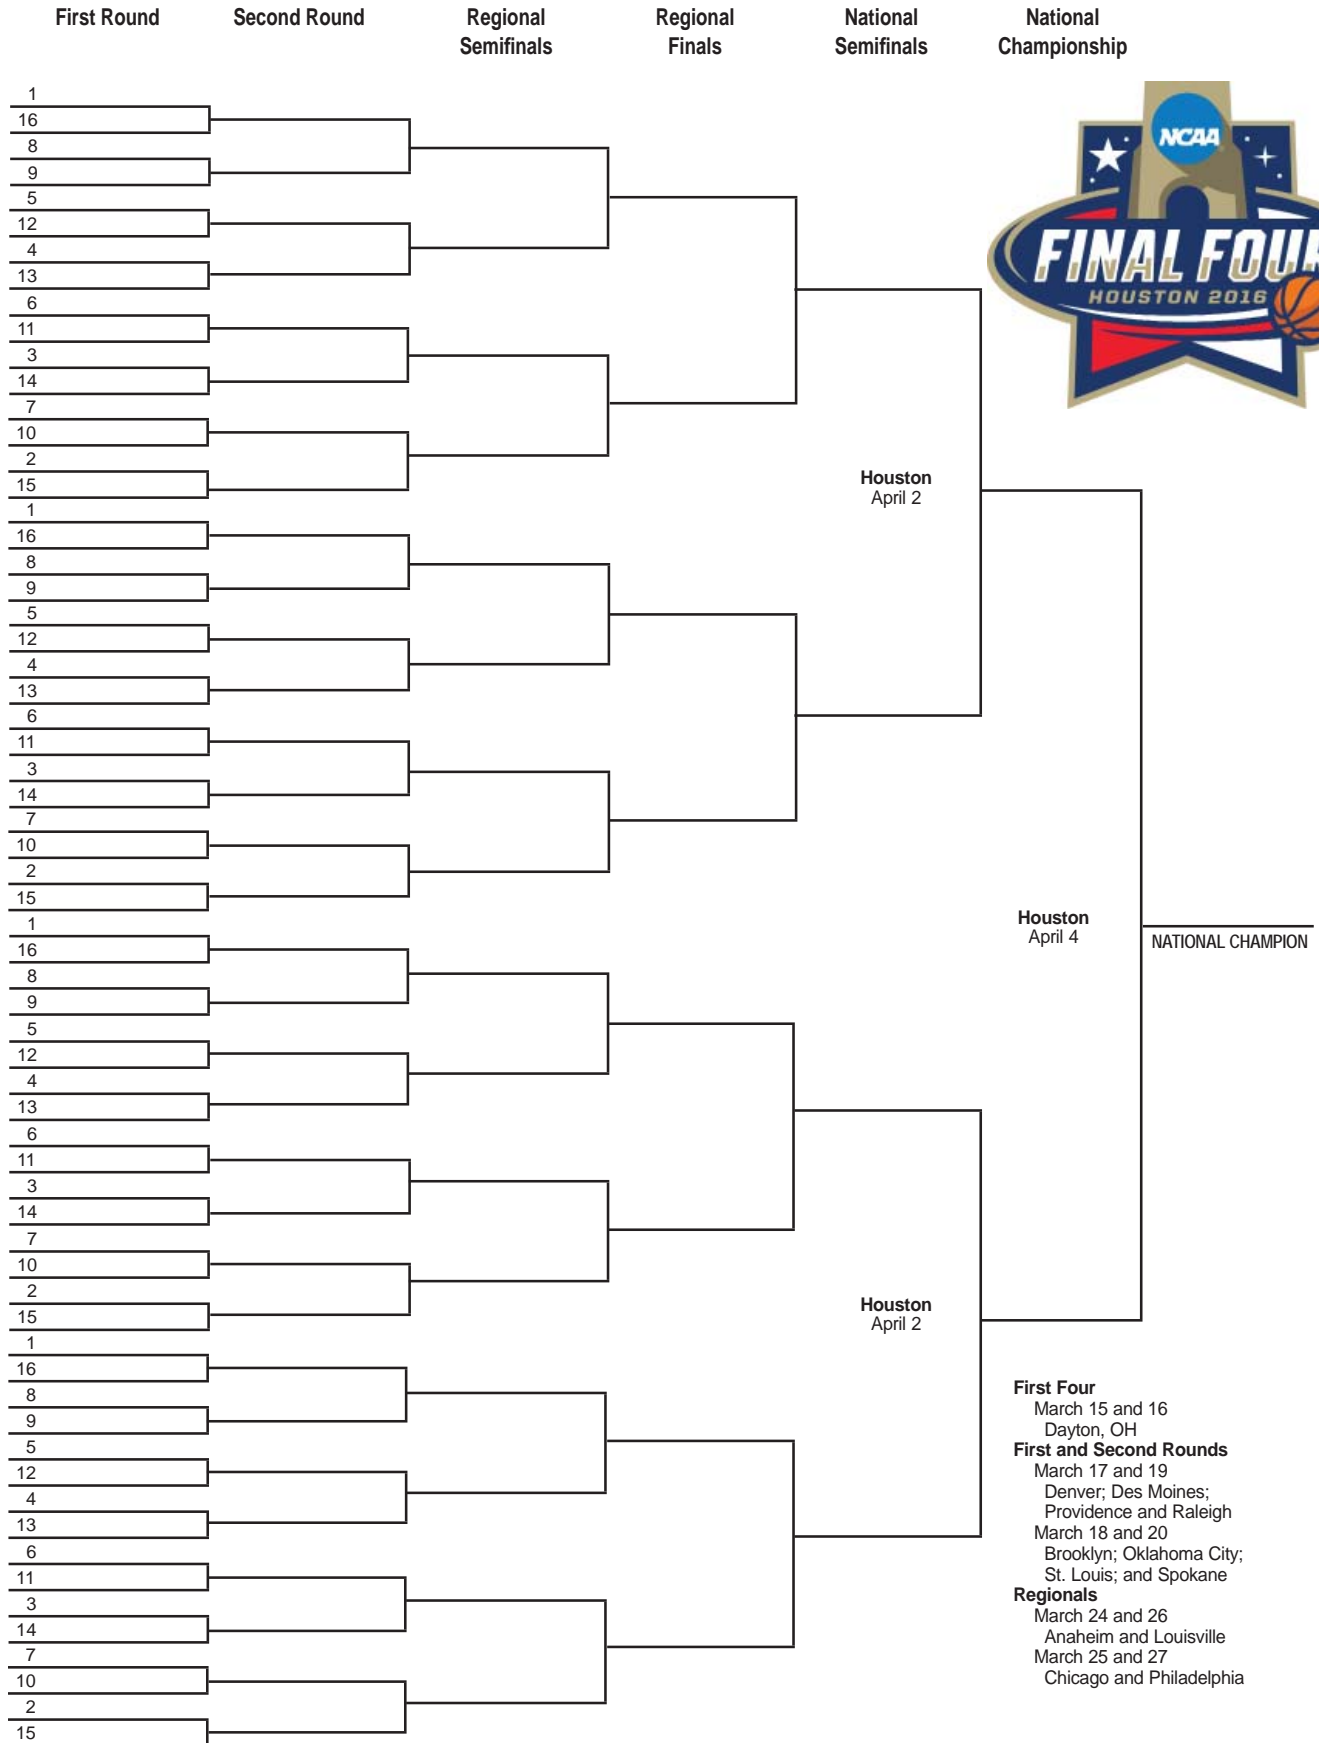 First Round
Second Round
Regional
Semifinals
Regional
Finals
National
Semifinals
National
Championship
NCAA
FINAL FOUR
HOUSTON 2016
1
16
8
9
5
12
4
13
6
11
3
14
7
10
2
15
1
16
8
9
5
12
4
13
6
11
3
14
7
10
2
15
1
16
8
9
5
12
4
13
6
11
3
14
7
10
2
15
1
16
8
9
5
12
4
13
6
11
3
14
7
10
2
15
Houston
April 2
Houston
April 4
NATIONAL CHAMPION
Houston
April 2
First Four
March 15 and 16
Dayton, OH
First and Second Rounds
March 17 and 19
Denver; Des Moines;
Providence and Raleigh
March 18 and 20
Brooklyn; Oklahoma City;
St. Louis; and Spokane
Regionals
March 24 and 26
Anaheim and Louisville
March 25 and 27
Chicago and Philadelphia